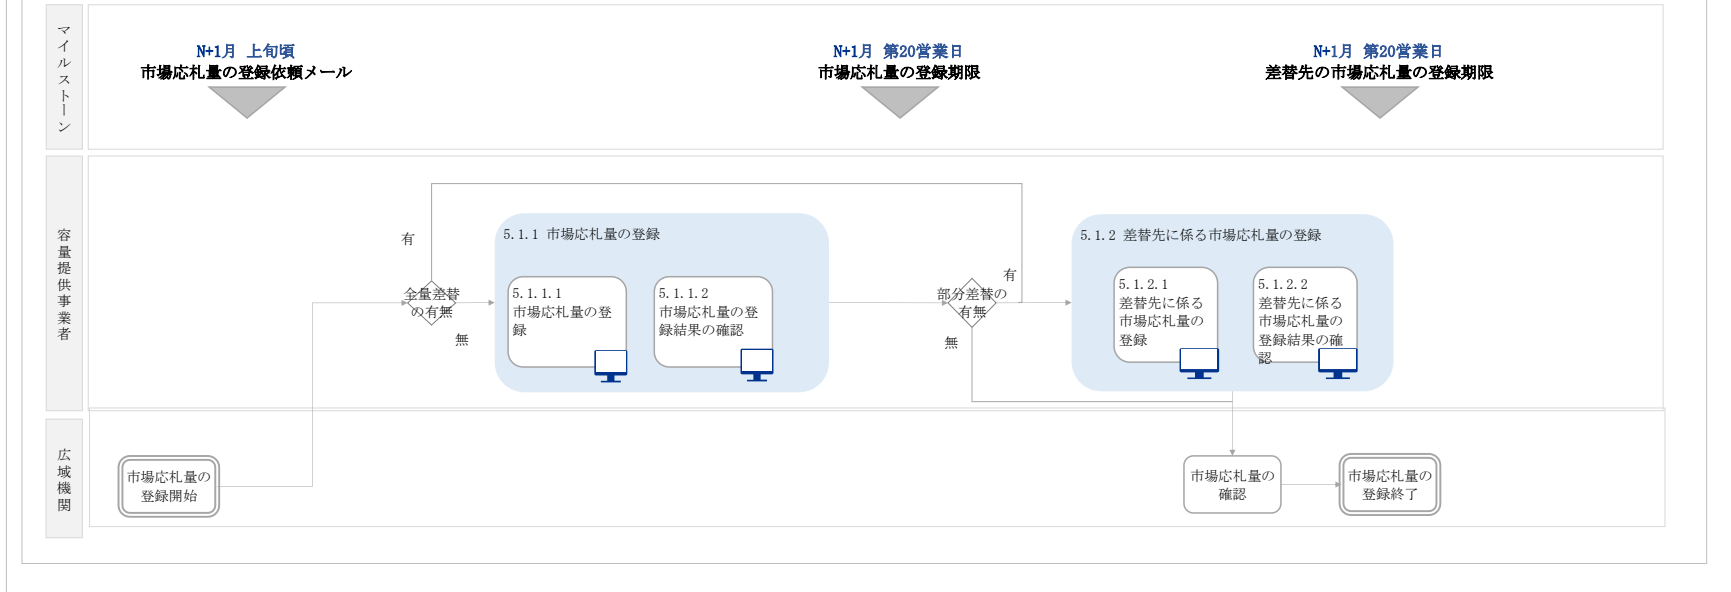 マイルストーン
N+1月 上旬頃
市場応札量の登録依頼メール
N+1月 第20営業日
市場応札量の登録期限
N+1月 第20営業日
差替先の市場応札量の登録期限
容量提供事業者
有
全量差替
の有無
無
5.1.1 市場応札量の登録
5.1.1.1
市場応札量の登
録
5.1.1.2
市場応札量の登
録結果の確認
部分差替の
有無
有
無
5.1.2 差替先に係る市場応札量の登録
5.1.2.1
差替先に係る
市場応札量の
登録
5.1.2.2
差替先に係る
市場応札量の
登録結果の確
認
広域機関
市場応札量の
登録開始
市場応札量の
確認
市場応札量の
登録終了